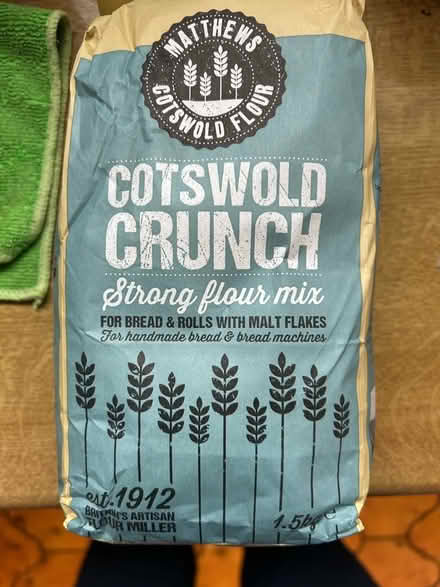 MATTHEWS
COTSWOLD FLOUR
COTSWOLD
CRUNCH
Strong flour mix
FOR BREAD & ROLLS WITH MALT FLAKES
For handmade bread & bread machines
est.1912
BRITAIN'S ARTISAN
FLOUR MILLER
1.5kg e